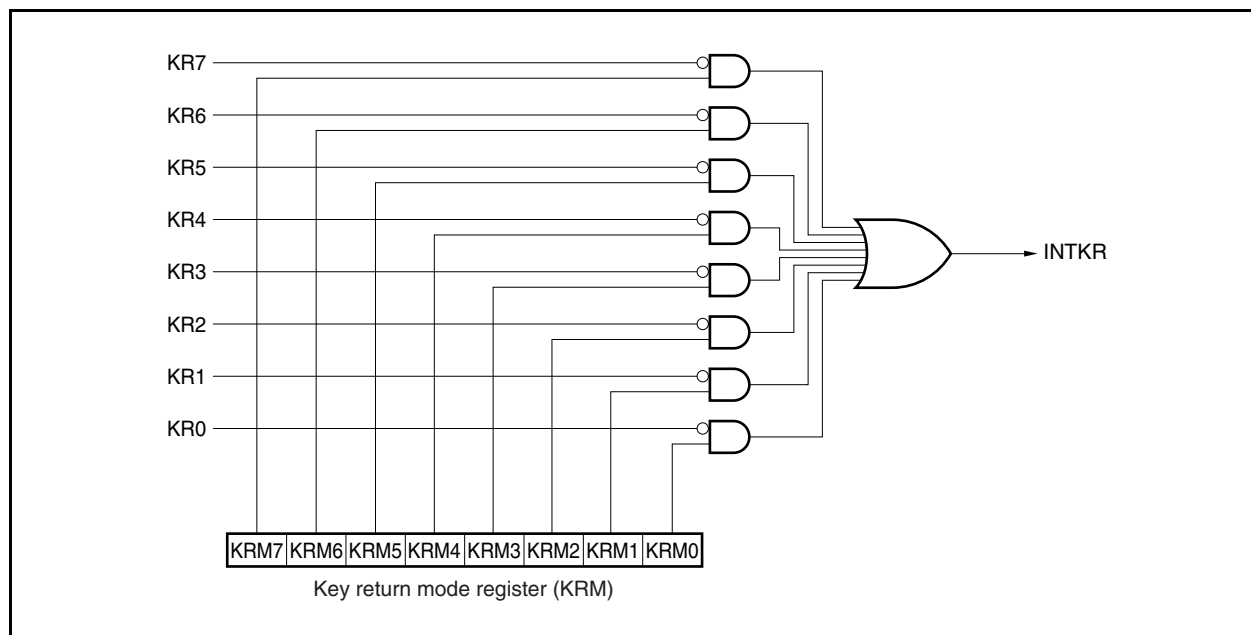 KR7
KR6
KR5
KR4
KR3
KR2
KR1
KR0
INTKR
KRM7 KRM6 KRM5 KRM4 KRM3 KRM2 KRM1 KRM0
Key return mode register (KRM)